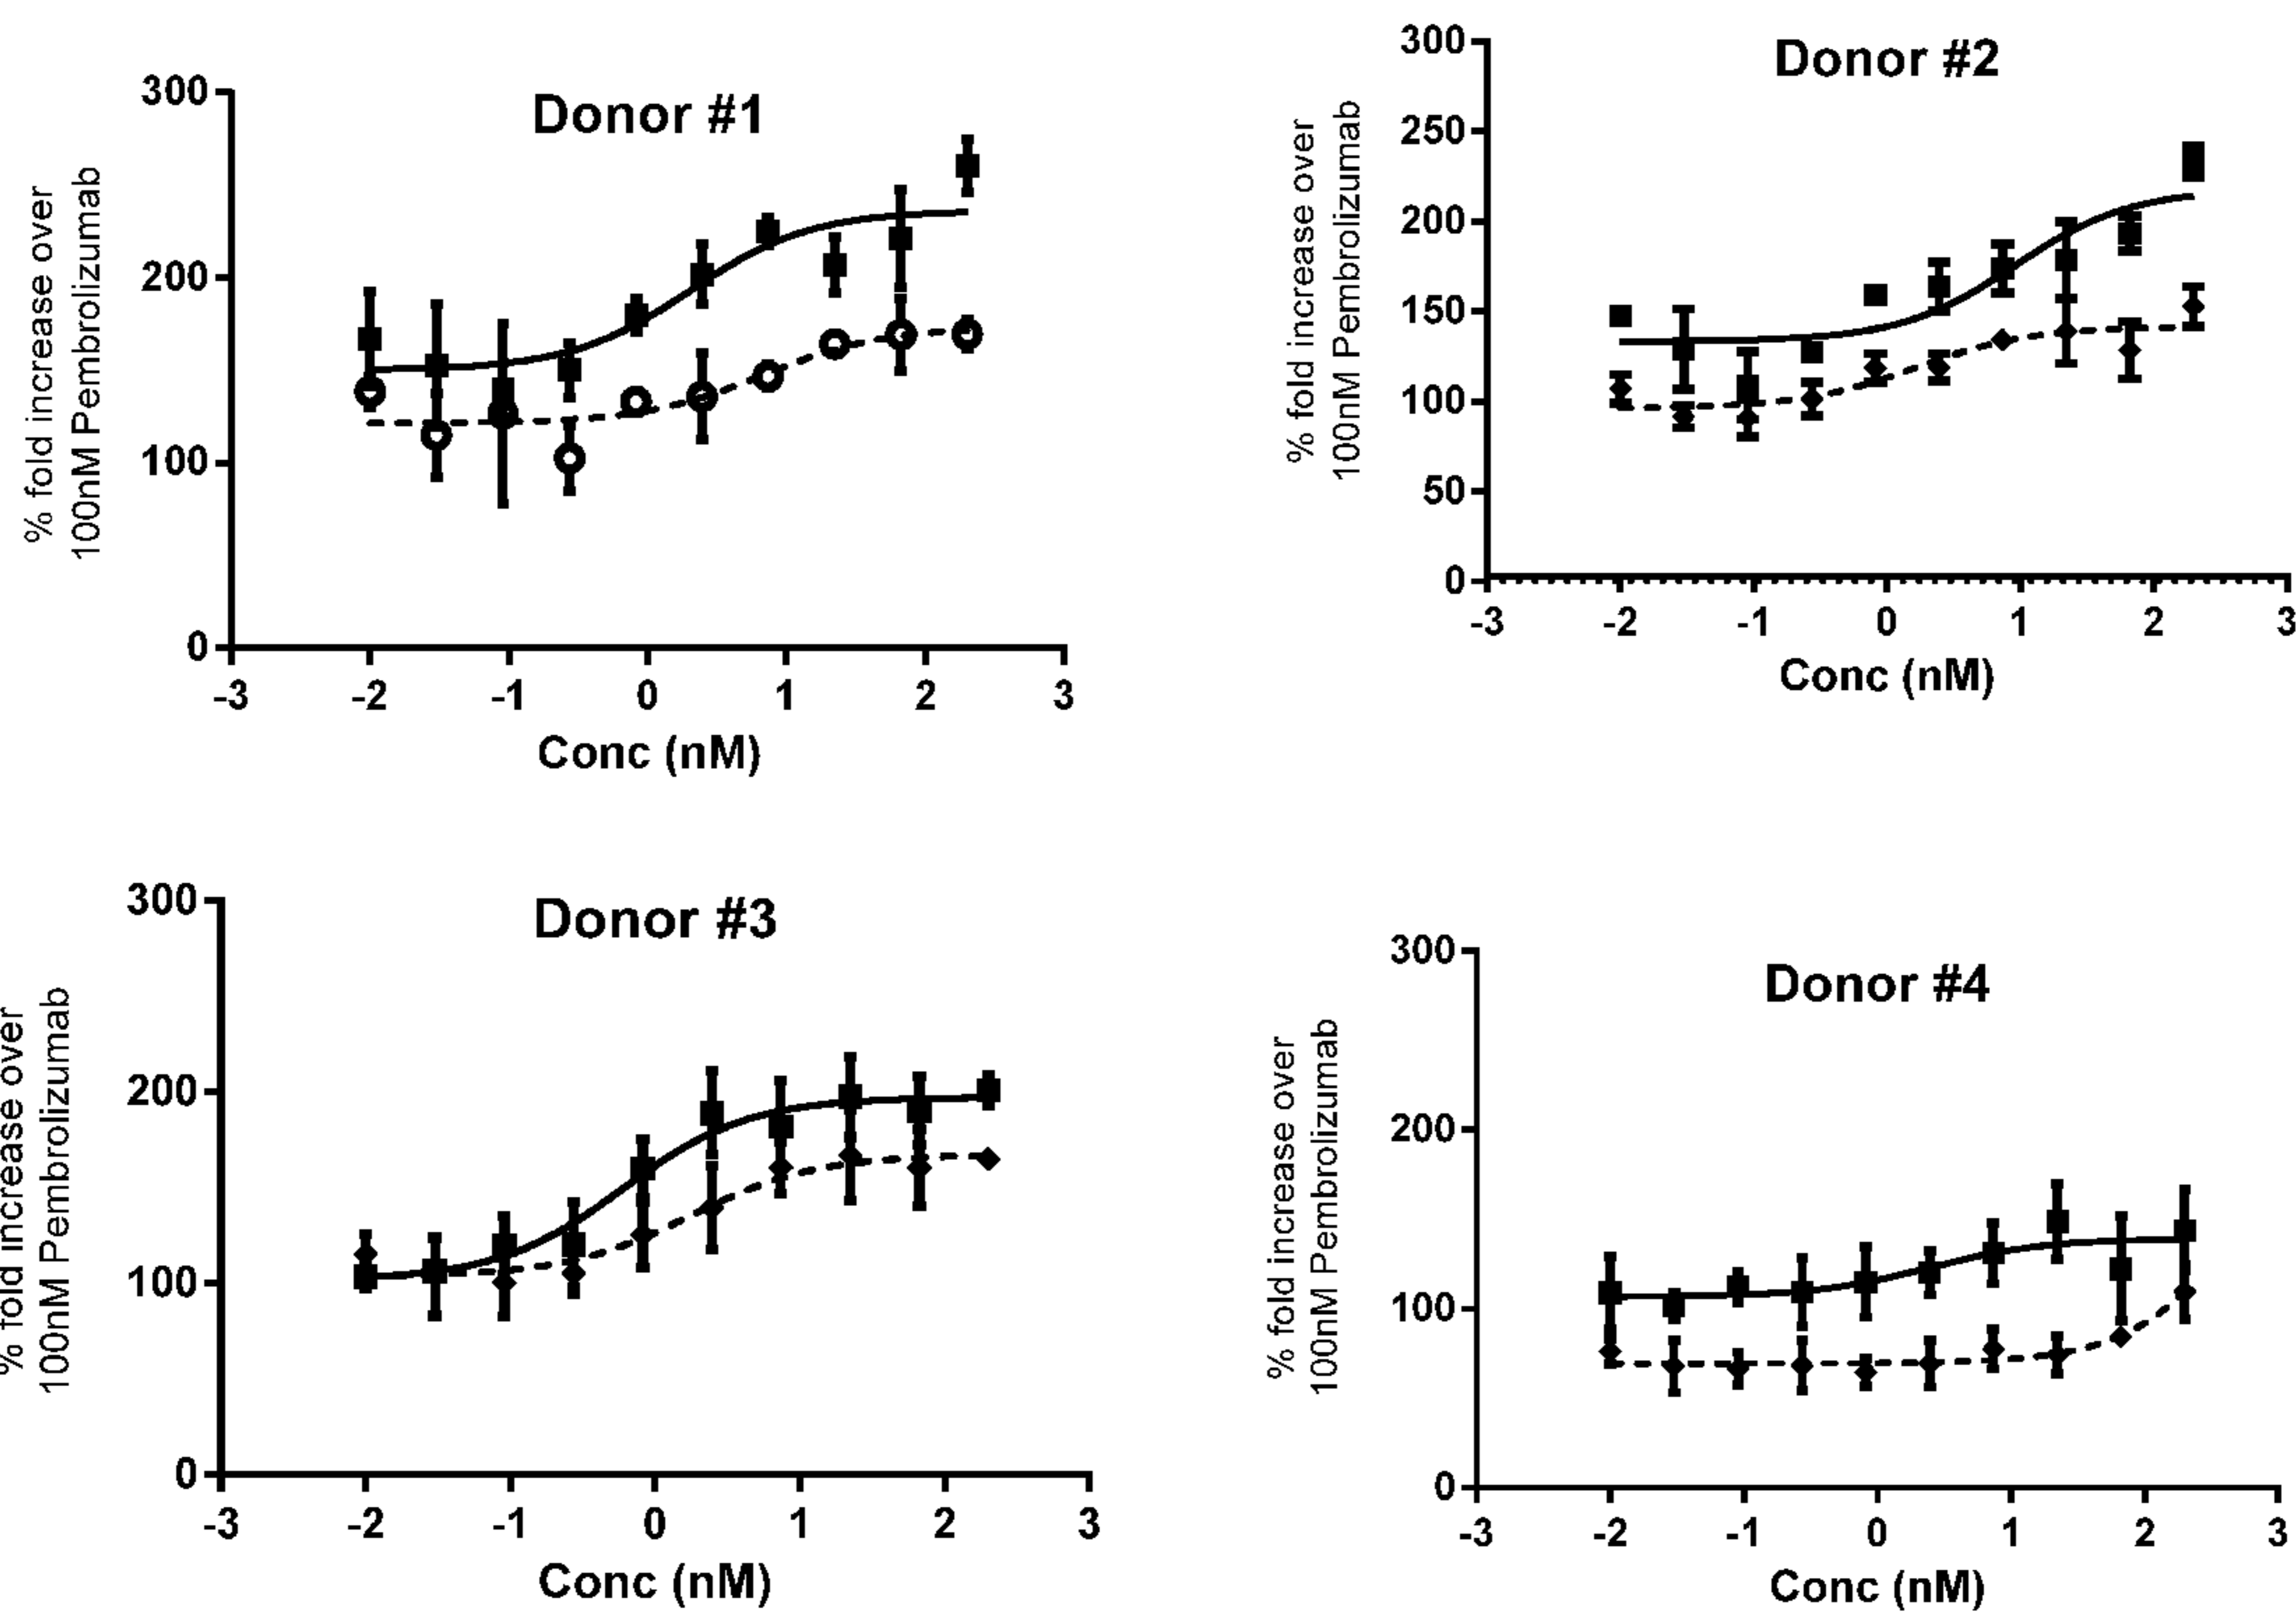 Donor #1
% fold increase over
100nM Pembrolizumab
300
200
100
0
-3 -2 -1 0 1 2 3
Conc (nM)
Donor #2
% fold increase over
100nM Pembrolizumab
300
250
200
150
100
50
0
-3 -2 -1 0 1 2 3
Conc (nM)
Donor #3
% fold increase over
100nM Pembrolizumab
300
200
100
0
-3 -2 -1 0 1 2 3
Conc (nM)
Donor #4
% fold increase over
100nM Pembrolizumab
300
200
100
0
-3 -2 -1 0 1 2 3
Conc (nM)